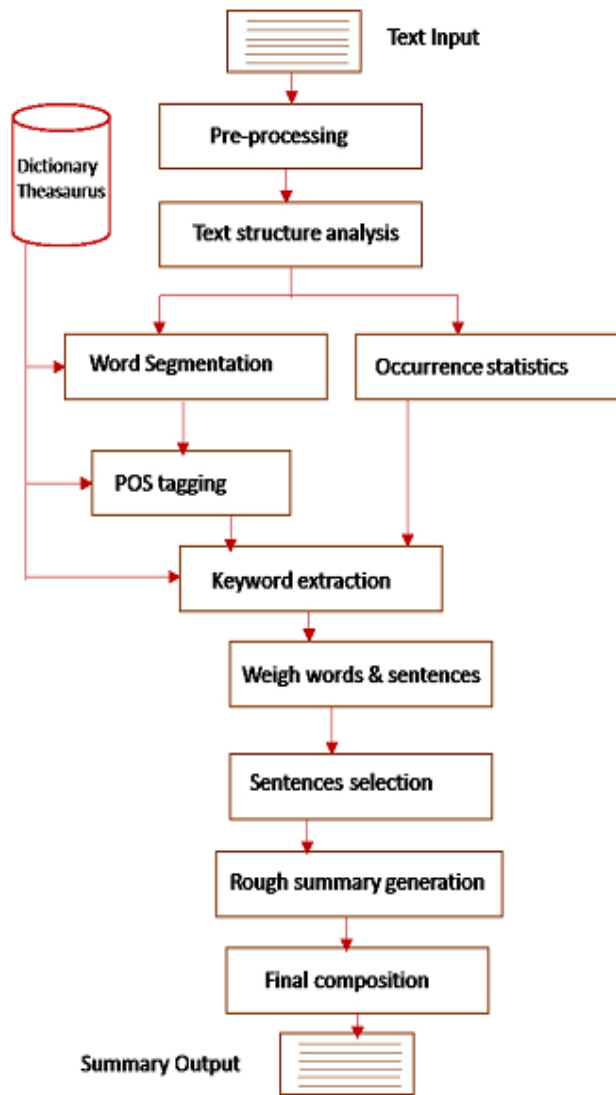 Text Input
Pre-processing
Dictionary
Theasaurus
Text structure analysis
Word Segmentation
Occurrence statistics
POS tagging
Keyword extraction
Weigh words & sentences
Sentences selection
Rough summary generation
Final composition
Summary Output